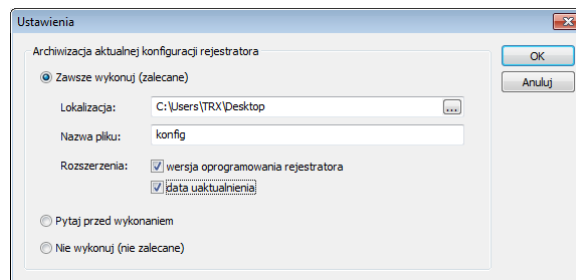 Ustawienia
Archiwizacja aktualnej konfiguracji rejestratora
OK
Zawsze wykonuj (zalecane)
Anuluj
Lokalizacja: C:\Users\TRX\Desktop ...
Nazwa pliku: konfig
Rozszerzenia: wersja oprogramowania rejestratora
data uaktualnienia
Pytaj przed wykonaniem
Nie wykonuj (nie zalecane)